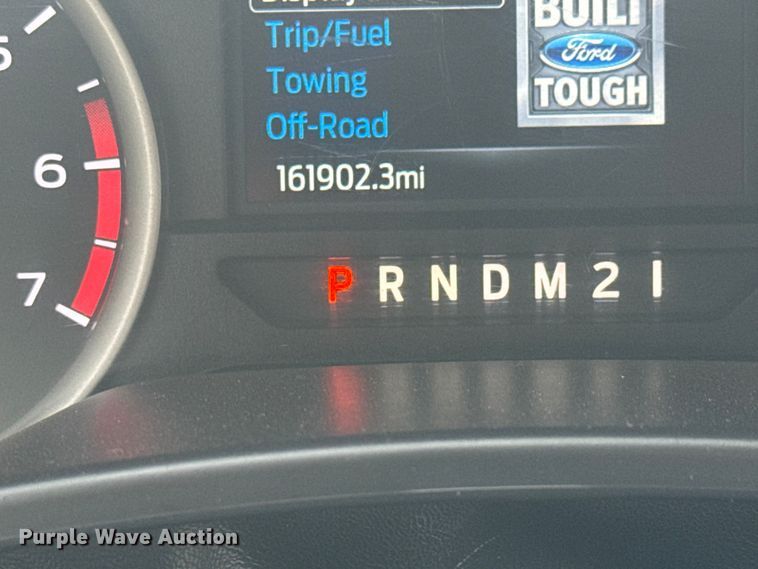 5
6
7
Trip/Fuel
Towing
Off-Road
161902.3mi
BUILT
Ford
TOUGH
P R N D M 2 1
Purple Wave Auction